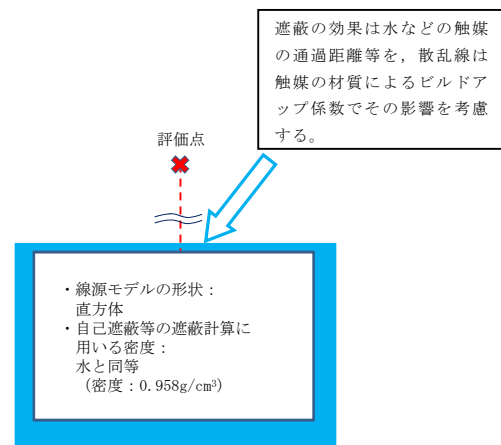 遮蔽の効果は水などの触媒
の通過距離等を，散乱線は
触媒の材質によるビルドア
ップ係数でその影響を考慮
する。
評価点
・線源モデルの形状：
直方体
・自己遮蔽等の遮蔽計算に
用いる密度：
水と同等
（密度：0.958g/cm³）